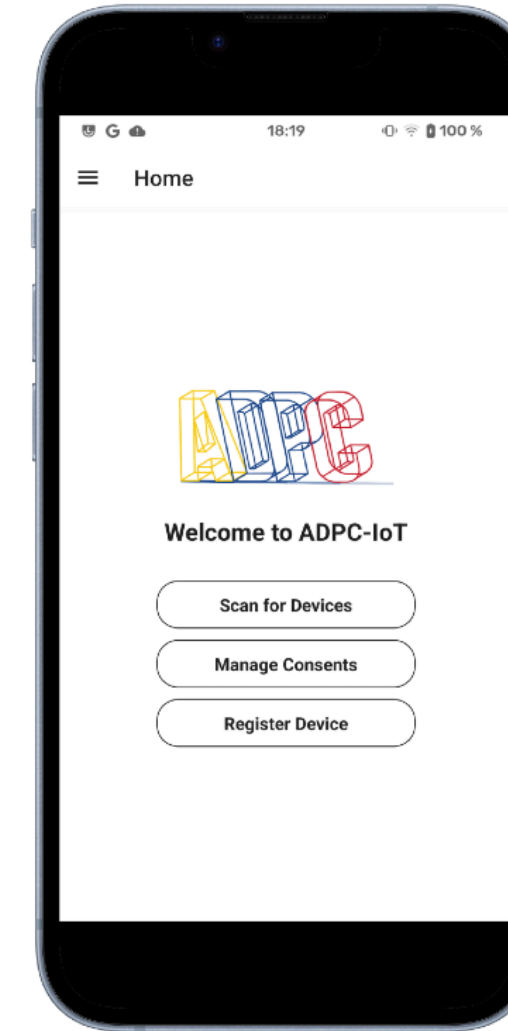 G 18:19 100 %
Home
ADPC
Welcome to ADPC-IoT
Scan for Devices
Manage Consents
Register Device